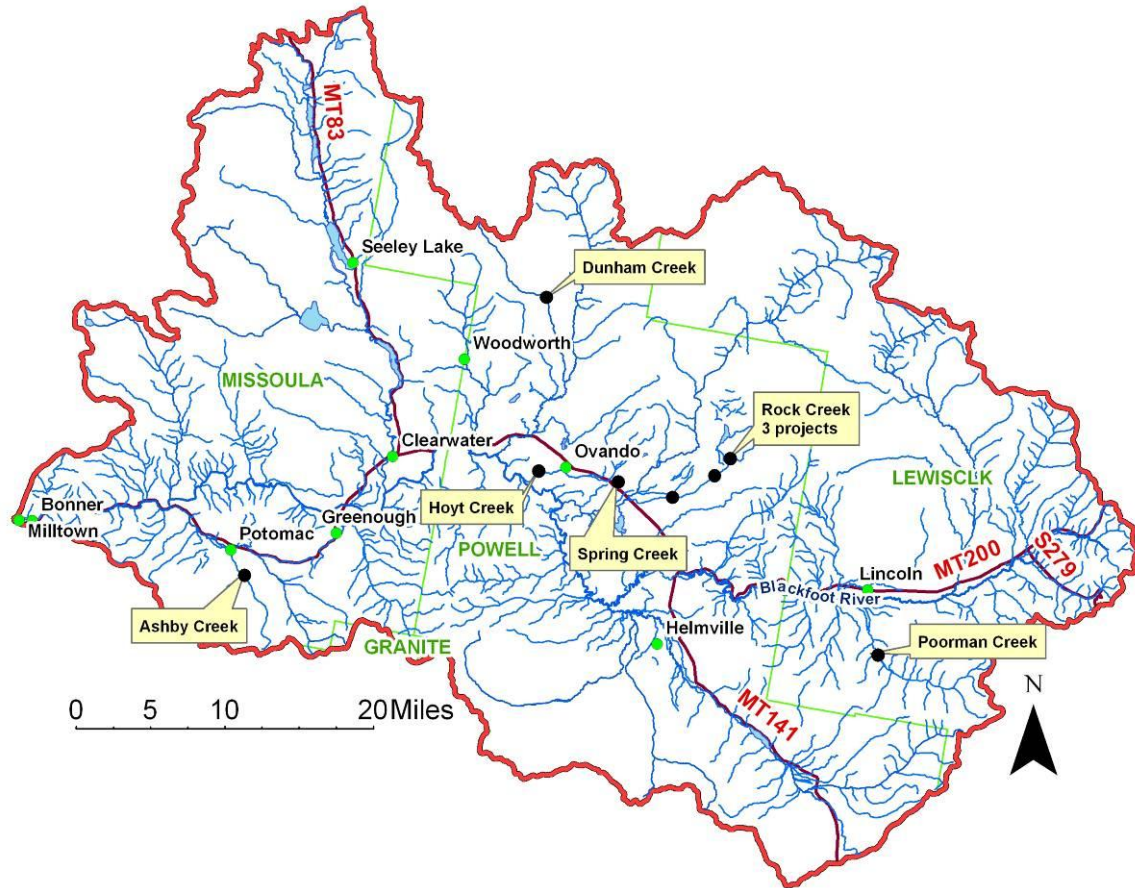 MT83
Seeley Lake
Dunham Creek
Woodworth
MISSOULA
Rock Creek
3 projects
Clearwater
Ovando
LEWISCLK
Hoyt Creek
Bonner
Milltown
Greenough
Potomac
POWELL
Spring Creek
MT200
S279
Lincoln
Blackfoot River
Ashby Creek
GRANITE
Helmville
Poorman Creek
N
MT141
0 5 10 20 Miles